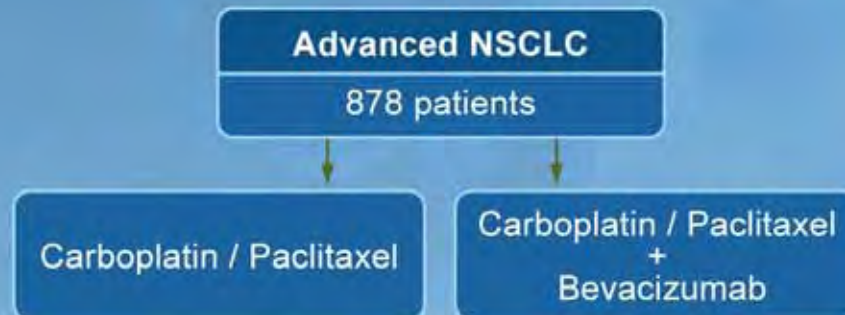 Advanced NSCLC
878 patients
Carboplatin / Paclitaxel
Carboplatin / Paclitaxel
+
Bevacizumab